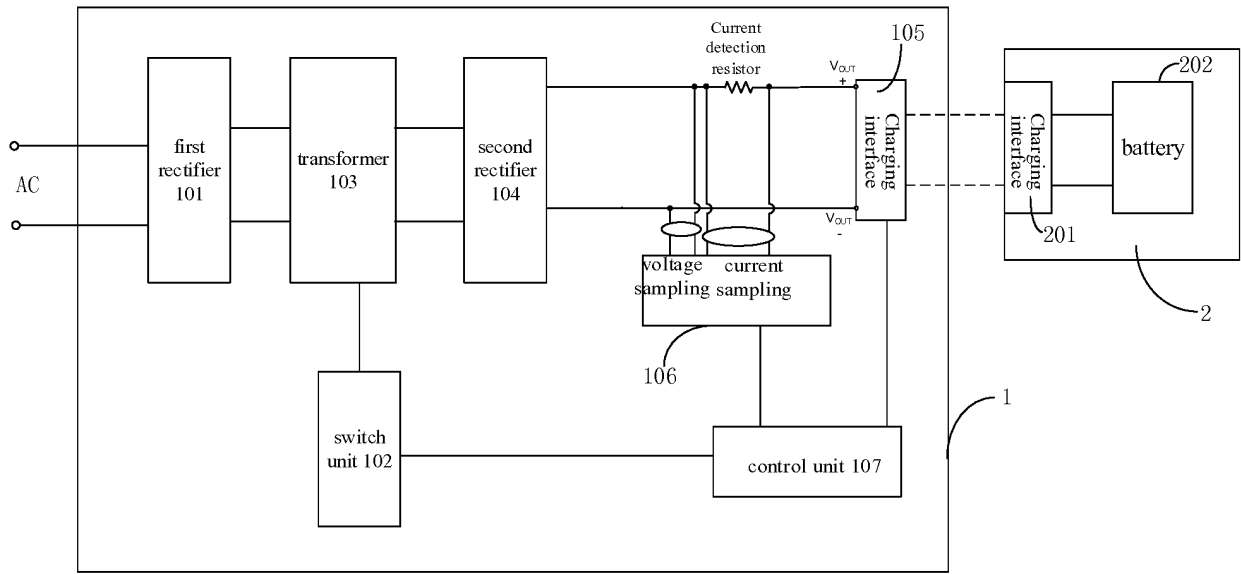 Current
detection
resistor
105
V_OUT
+
202
AC
first
rectifier
101
transformer
103
second
rectifier
104
Charging
interface
Charging
interface
battery
201
V_OUT
-
voltage
sampling
current
sampling
2
106
1
switch
unit 102
control unit 107